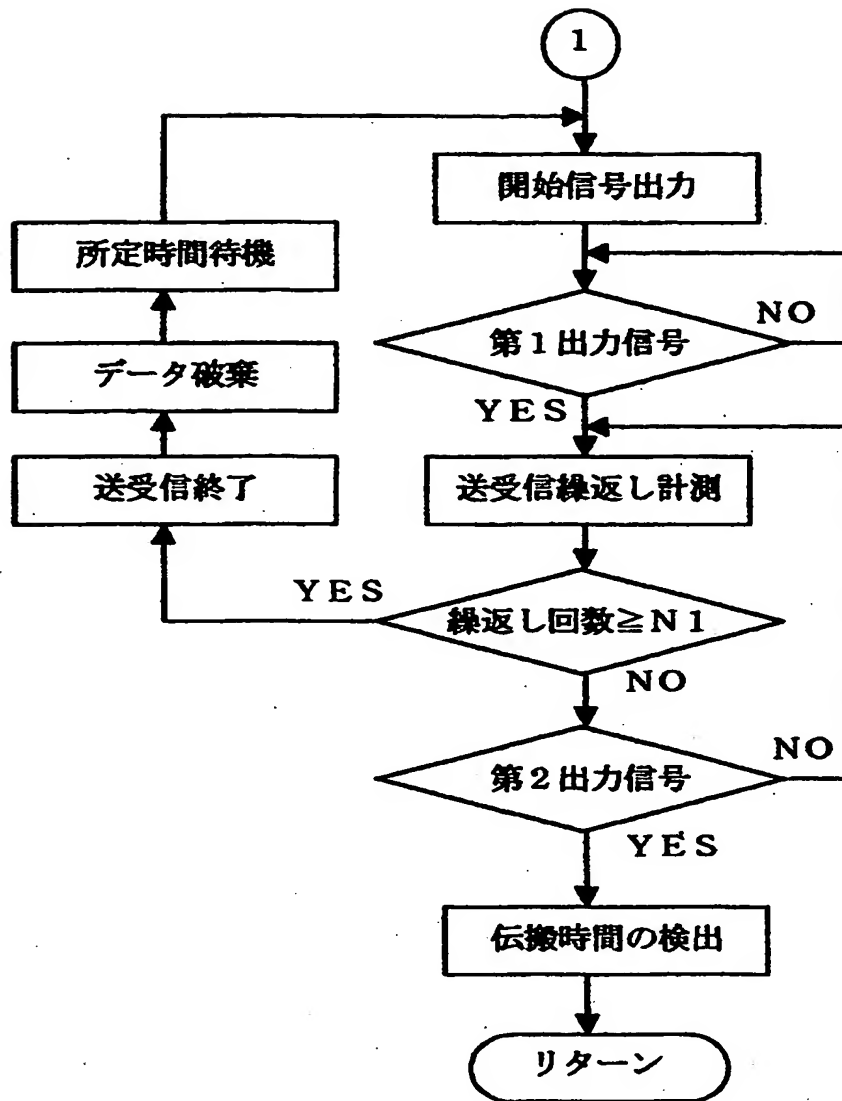 1
開始信号出力
所定時間待機
NO
第1出力信号
データ破棄
YES
送受信終了
送受信繰返し計測
YES
繰返し回数≧N1
NO
NO
第2出力信号
YES
伝搬時間の検出
リターン